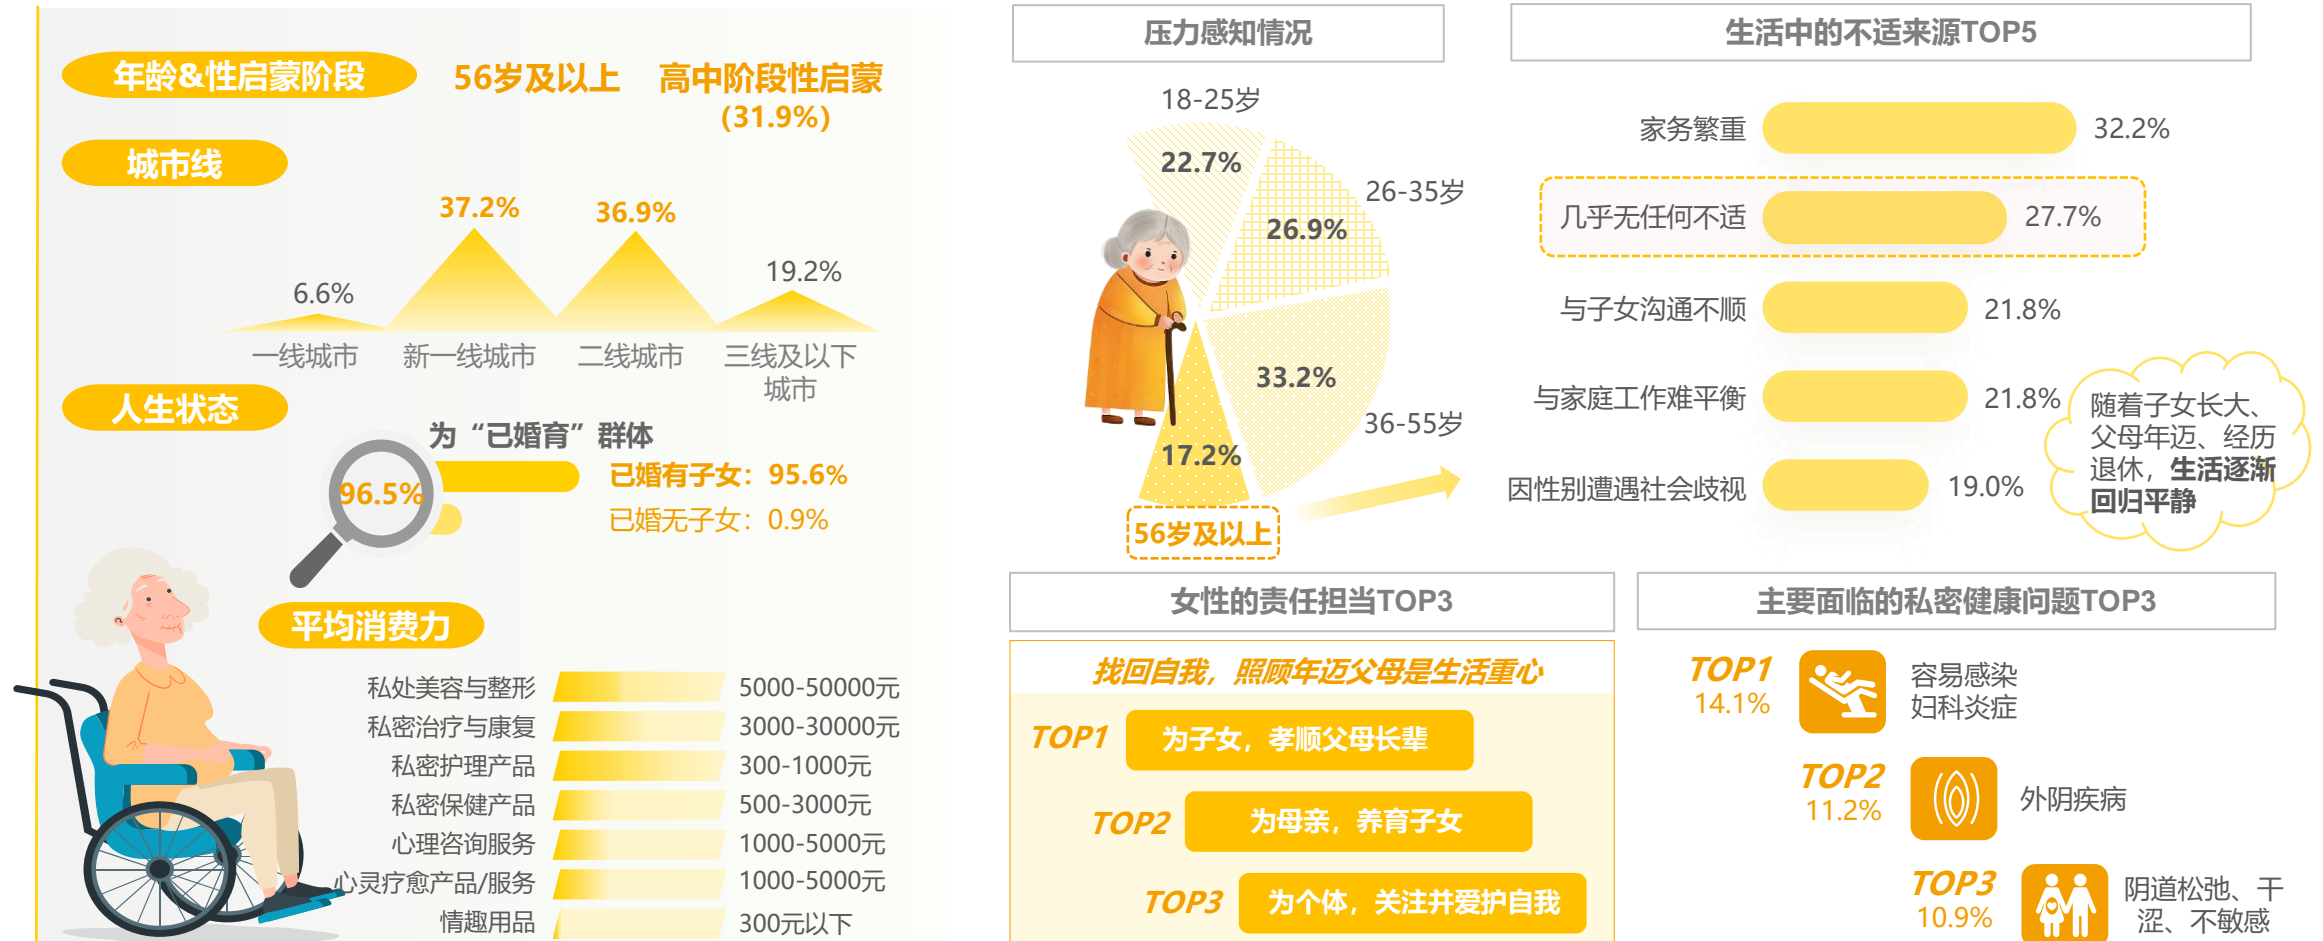 年龄&性启蒙阶段
56岁及以上
高中阶段性启蒙
(31.9%)
城市线
6.6%
37.2%
36.9%
19.2%
一线城市
新一线城市
二线城市
三线及以下
城市
人生状态
为“已婚育”群体
96.5%
已婚有子女：95.6%
已婚无子女：0.9%
平均消费力
私处美容与整形
5000-50000元
私密治疗与康复
3000-30000元
私密护理产品
300-1000元
私密保健产品
500-3000元
心理咨询服务
1000-5000元
心灵疗愈产品/服务
1000-5000元
情趣用品
300元以下
压力感知情况
18-25岁
22.7%
26-35岁
26.9%
33.2%
36-55岁
17.2%
56岁及以上
生活中的不适来源TOP5
家务繁重
32.2%
几乎无任何不适
27.7%
与子女沟通不顺
21.8%
与家庭工作难平衡
21.8%
因性别遭遇社会歧视
19.0%
随着子女长大、
父母年迈、经历
退休，生活逐渐
回归平静
女性的责任担当TOP3
找回自我，照顾年迈父母是生活重心
TOP1
为子女，孝顺父母长辈
TOP2
为母亲，养育子女
TOP3
为个体，关注并爱护自我
主要面临的私密健康问题TOP3
TOP1
14.1%
容易感染
妇科炎症
TOP2
11.2%
外阴疾病
TOP3
10.9%
阴道松弛、干
涩、不敏感